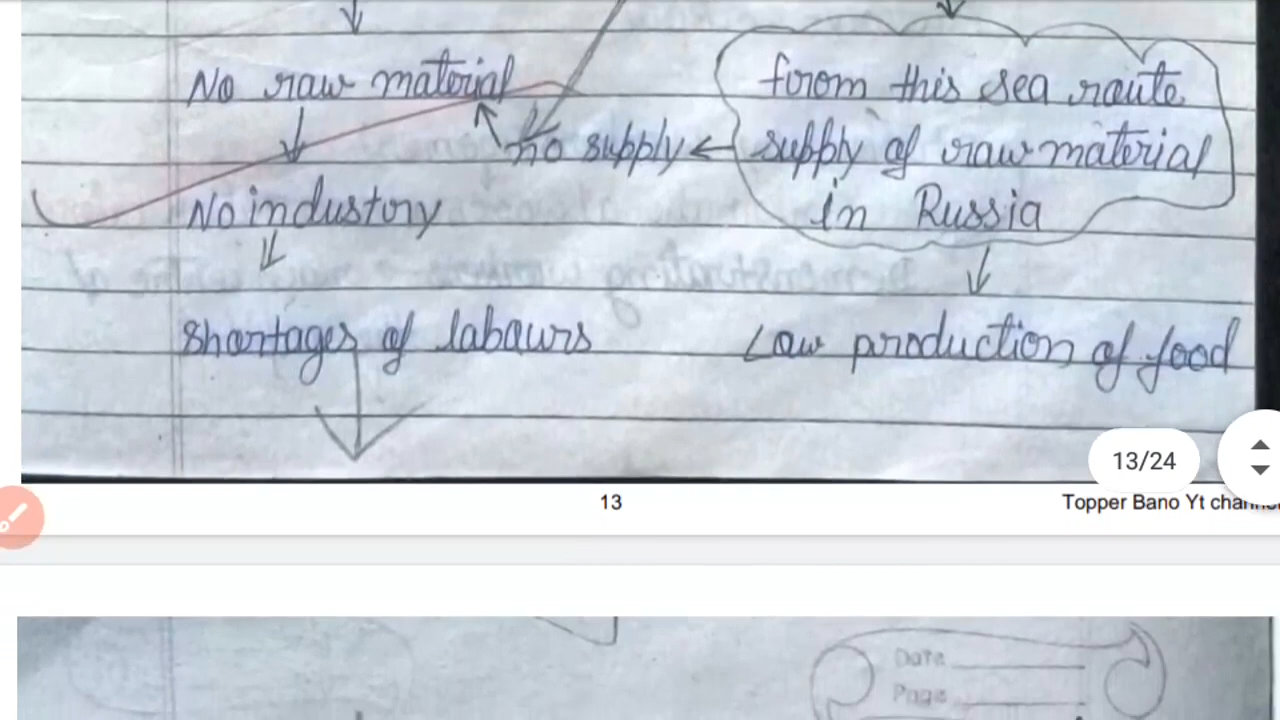 No raw material
from this sea route
no supply
supply of raw material
No industory
in Russia
Shortages of labours
Low production of food
13/24
13
Topper Bano Yt channe
Date
Page